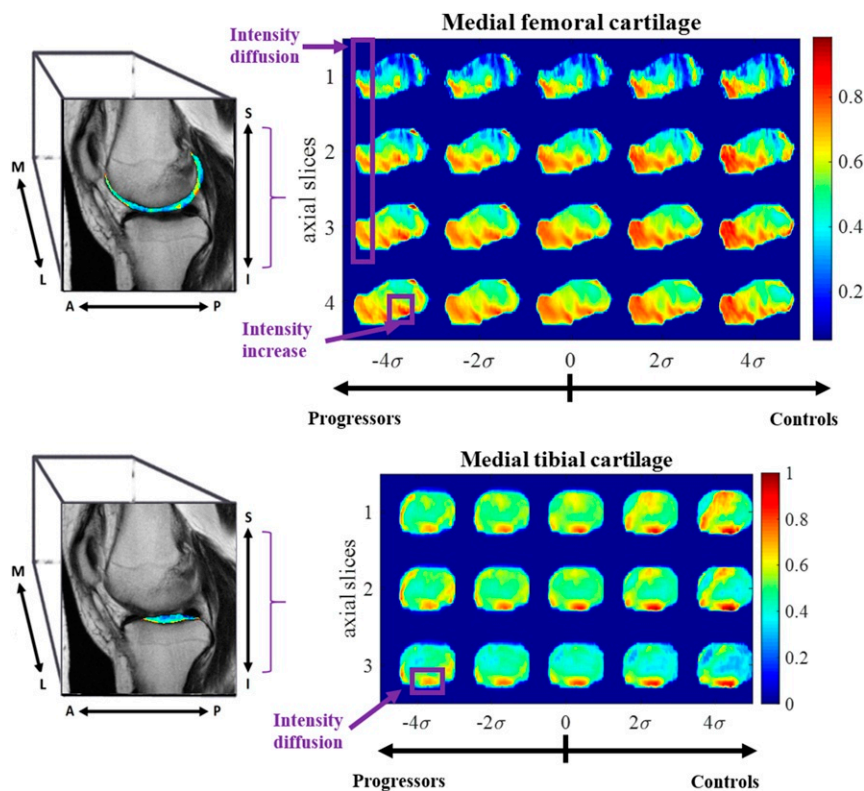 Medial femoral cartilage
Intensity
diffusion
1
2
3
4
axial slices
0.8
0.6
0.4
0.2
S
M
L
I
A
P
Intensity
increase
-4σ
-2σ
0
2σ
4σ
Progressors
Controls
Medial tibial cartilage
1
2
3
axial slices
1
0.8
0.6
0.4
0.2
0
S
M
L
I
A
P
Intensity
diffusion
-4σ
-2σ
0
2σ
4σ
Progressors
Controls